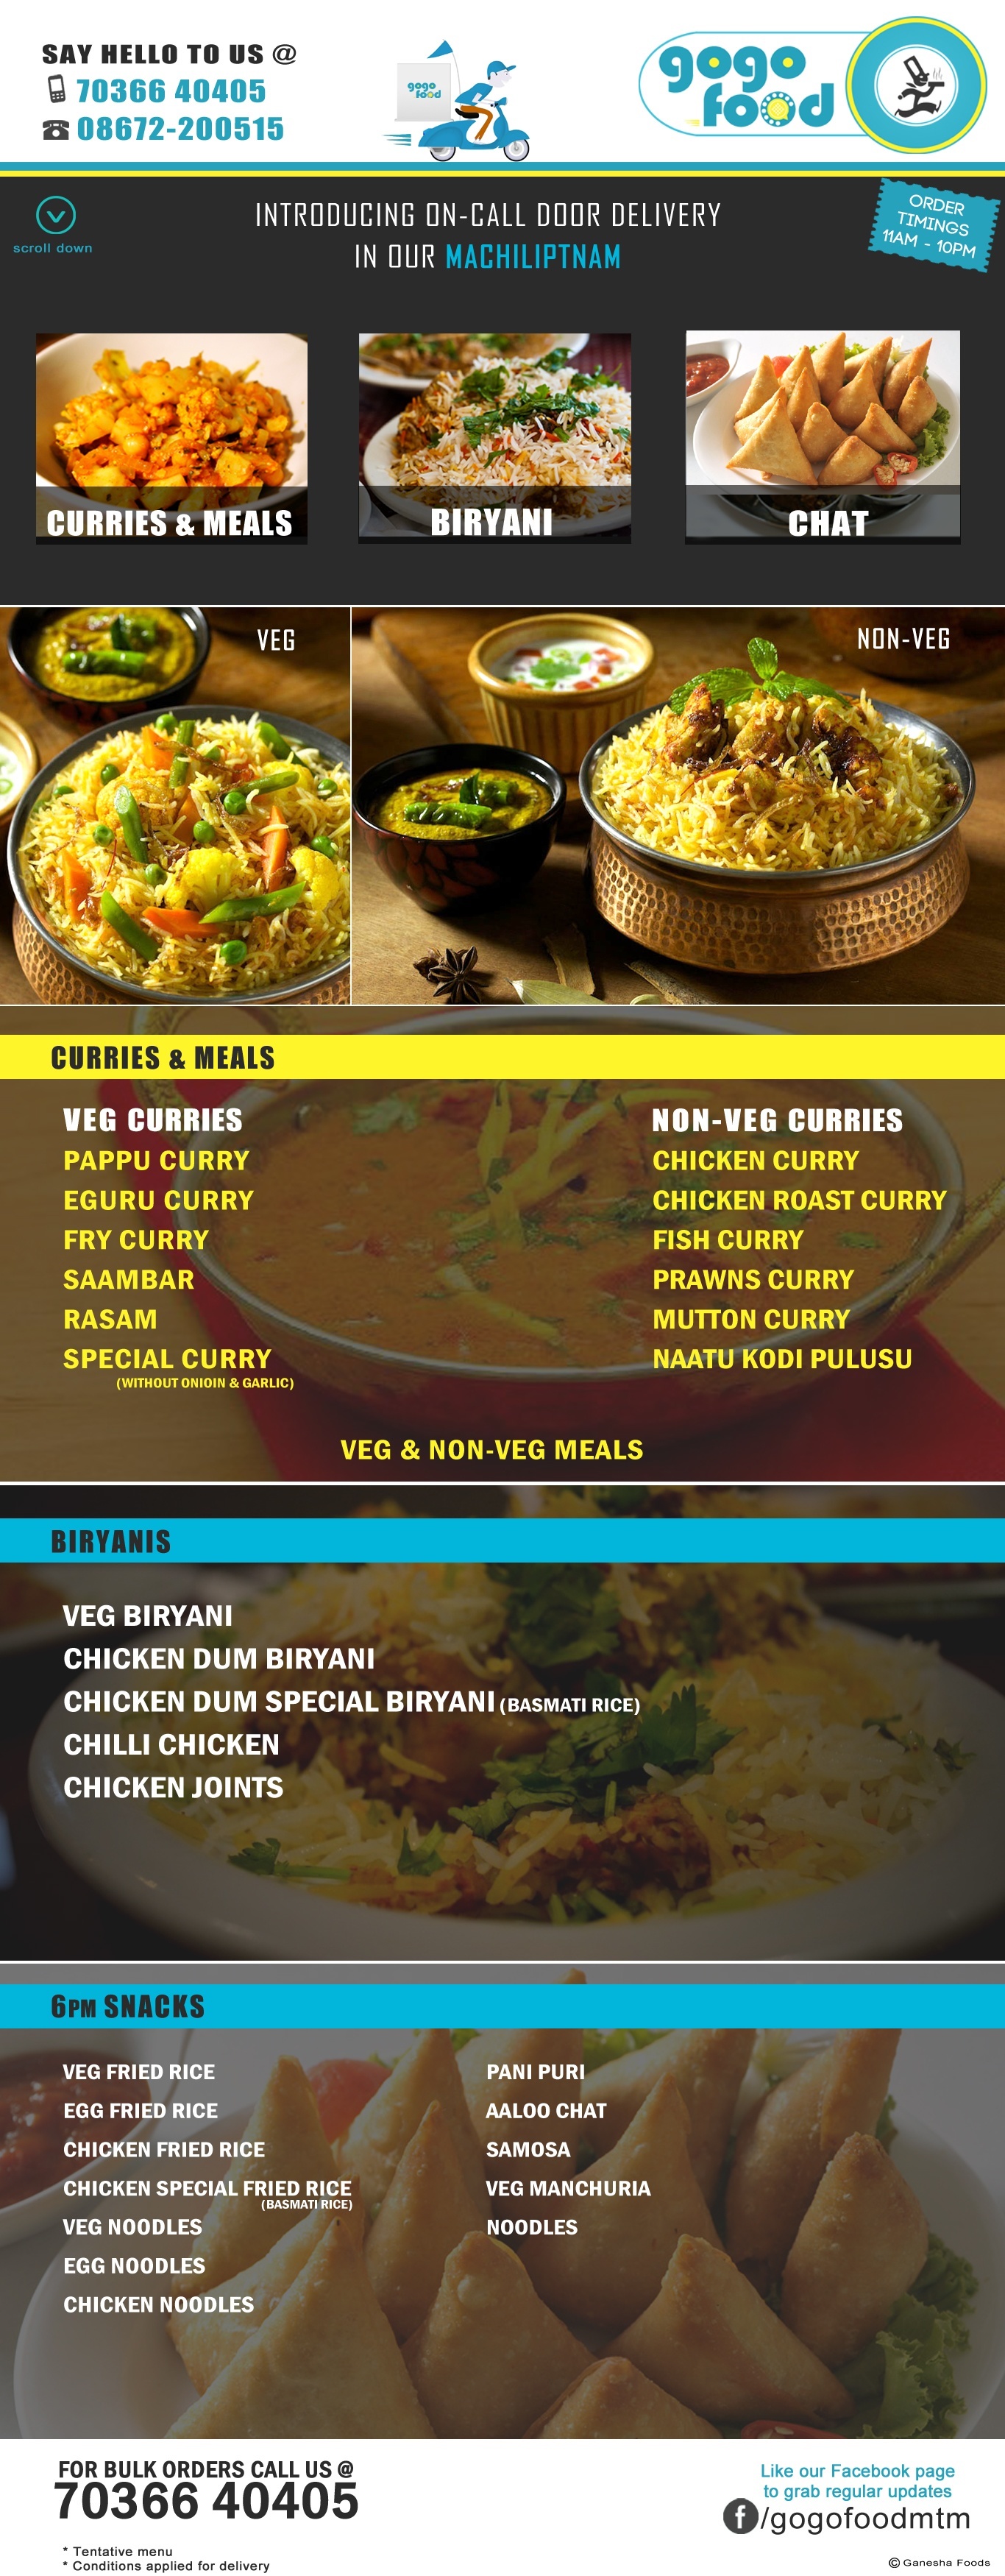 SAY HELLO TO US @
70366 40405
08672-200515
gogo
food
gogo
food
scroll down
INTRODUCING ON-CALL DOOR DELIVERY
IN OUR MACHILIPTNAM
ORDER
TIMINGS
11AM - 10PM
CURRIES & MEALS
BIRYANI
CHAT
VEG
NON-VEG
CURRIES & MEALS
VEG CURRIES
PAPPU CURRY
EGURU CURRY
FRY CURRY
SAAMBAR
RASAM
SPECIAL CURRY
(WITHOUT ONIOIN & GARLIC)
NON-VEG CURRIES
CHICKEN CURRY
CHICKEN ROAST CURRY
FISH CURRY
PRAWNS CURRY
MUTTON CURRY
NAATU KODI PULUSU
VEG & NON-VEG MEALS
BIRYANIS
VEG BIRYANI
CHICKEN DUM BIRYANI
CHICKEN DUM SPECIAL BIRYANI (BASMATI RICE)
CHILLI CHICKEN
CHICKEN JOINTS
6PM SNACKS
VEG FRIED RICE
EGG FRIED RICE
CHICKEN FRIED RICE
CHICKEN SPECIAL FRIED RICE
(BASMATI RICE)
VEG NOODLES
EGG NOODLES
CHICKEN NOODLES
PANI PURI
AALOO CHAT
SAMOSA
VEG MANCHURIA
NOODLES
FOR BULK ORDERS CALL US @
70366 40405
* Tentative menu
* Conditions applied for delivery
Like our Facebook page
to grab regular updates
f/gogofoodmtm
© Ganesha Foods